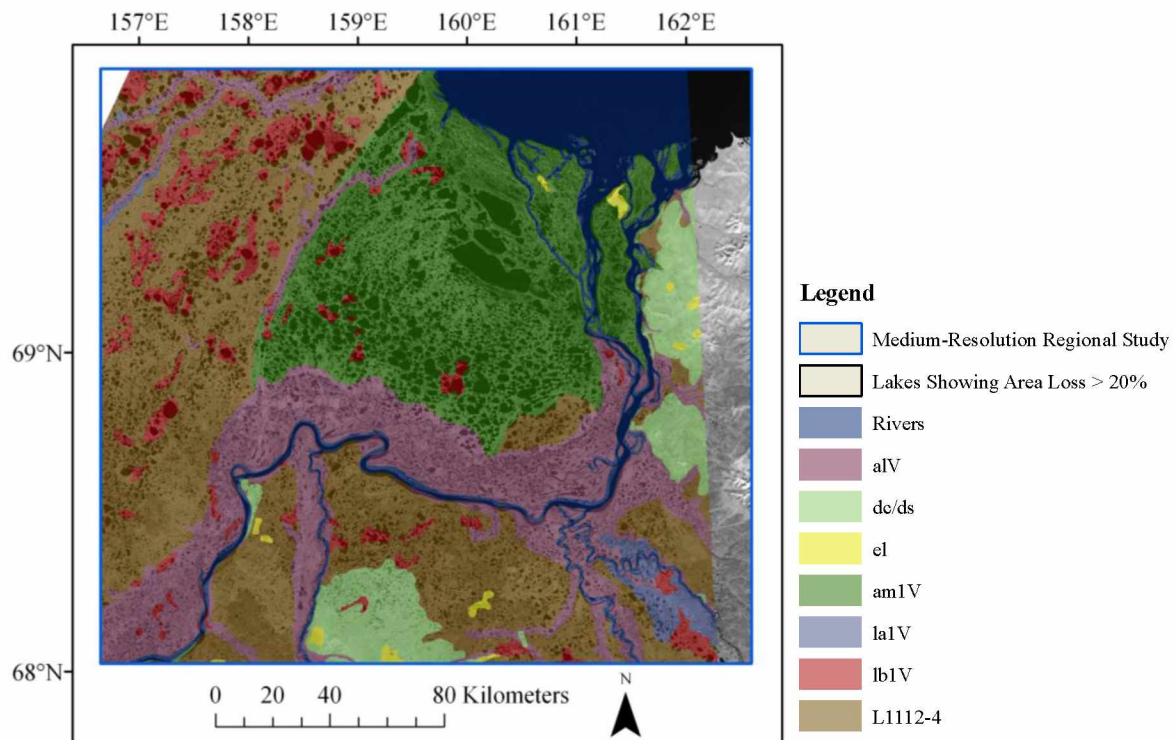 157°E 158°E 159°E 160°E 161°E 162°E
69°N
68°N
0 20 40 80 Kilometers
N
Legend
Medium-Resolution Regional Study
Lakes Showing Area Loss > 20%
Rivers
alV
dc/ds
el
am1V
la1V
lb1V
L1112-4